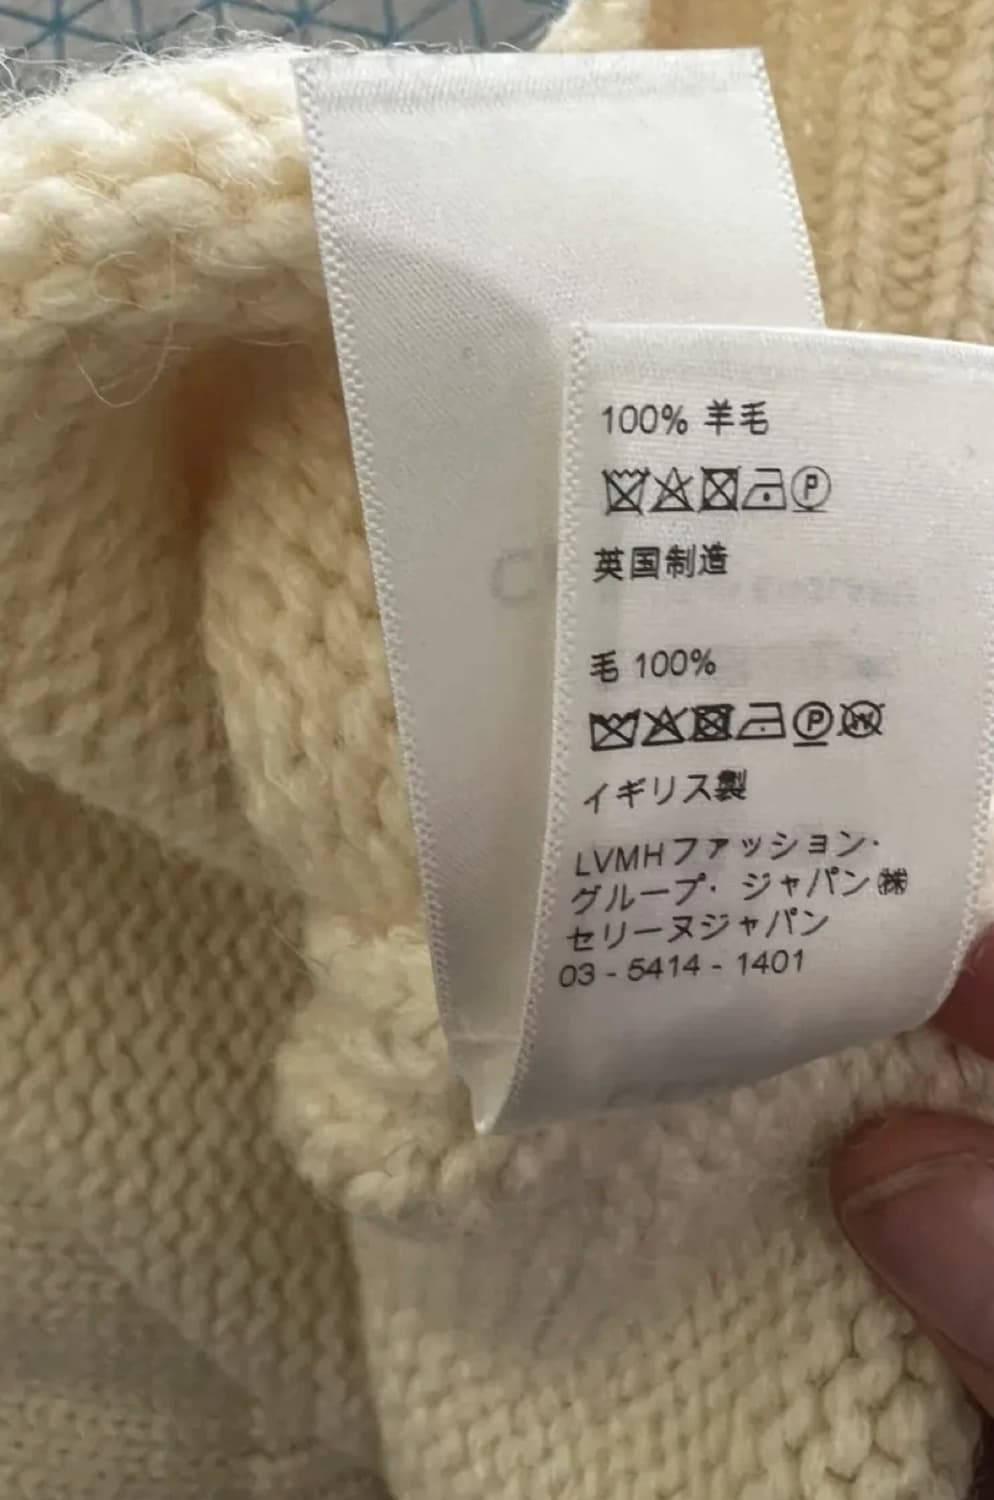 100% 羊毛
英国制造
毛 100%
イギリス製
LVMHファッション・
グループ・ジャパン㈱
セリーヌジャパン
03 - 5414 - 1401